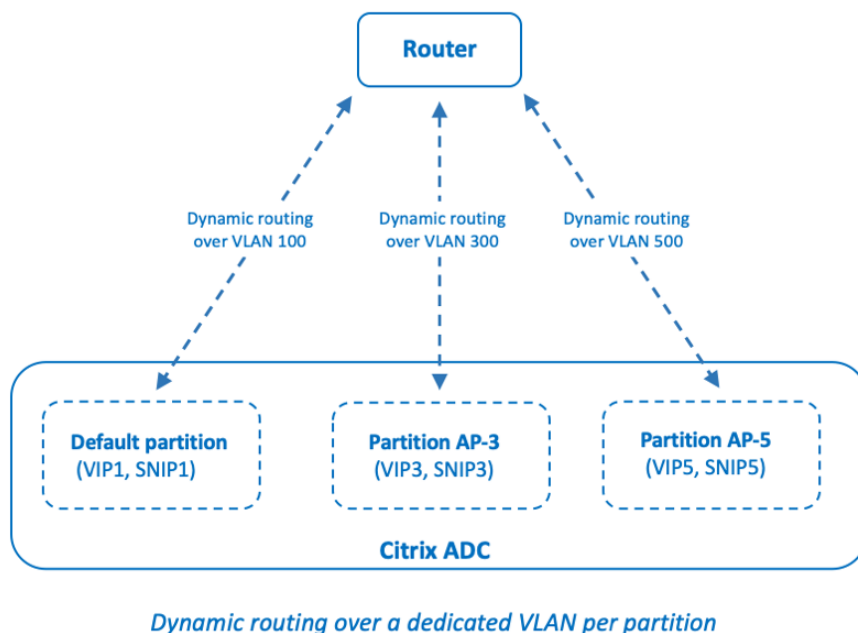 Router
Dynamic routing
over VLAN 100
Dynamic routing
over VLAN 300
Dynamic routing
over VLAN 500
Default partition
(VIP1, SNIP1)
Partition AP-3
(VIP3, SNIP3)
Partition AP-5
(VIP5, SNIP5)
Citrix ADC
Dynamic routing over a dedicated VLAN per partition